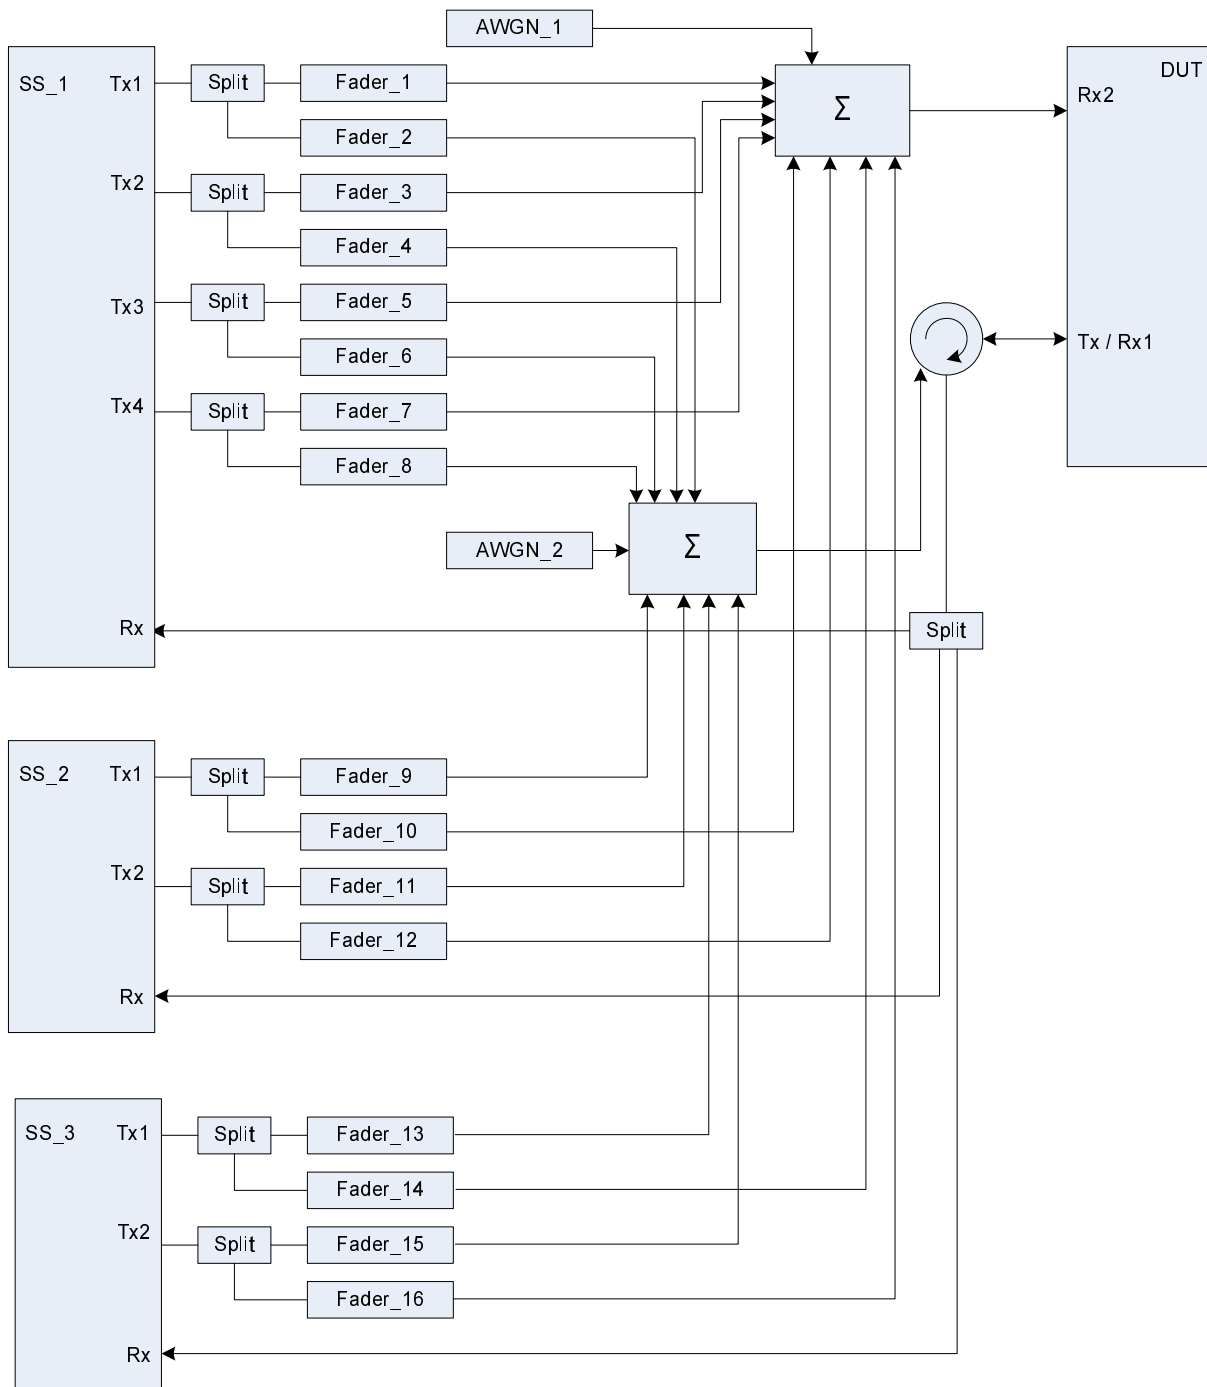 AWGN_1
SS_1 Tx1 Split Fader_1 Σ DUT
Rx2
Fader_2
Tx2 Split Fader_3
Fader_4
Tx3 Split Fader_5
Fader_6 Tx / Rx1
Tx4 Split Fader_7
Fader_8
AWGN_2 Σ
Rx Split
SS_2 Tx1 Split Fader_9
Fader_10
Tx2 Split Fader_11
Fader_12
Rx
SS_3 Tx1 Split Fader_13
Fader_14
Tx2 Split Fader_15
Fader_16
Rx